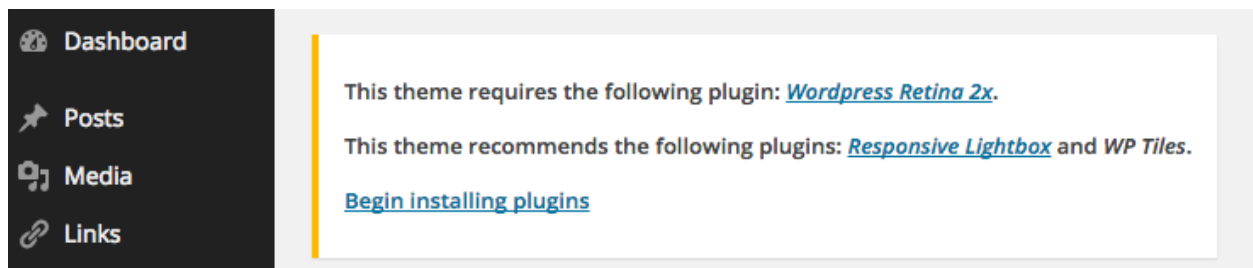 Dashboard
Posts
Media
Links
This theme requires the following plugin: Wordpress Retina 2x.
This theme recommends the following plugins: Responsive Lightbox and WP Tiles.
Begin installing plugins